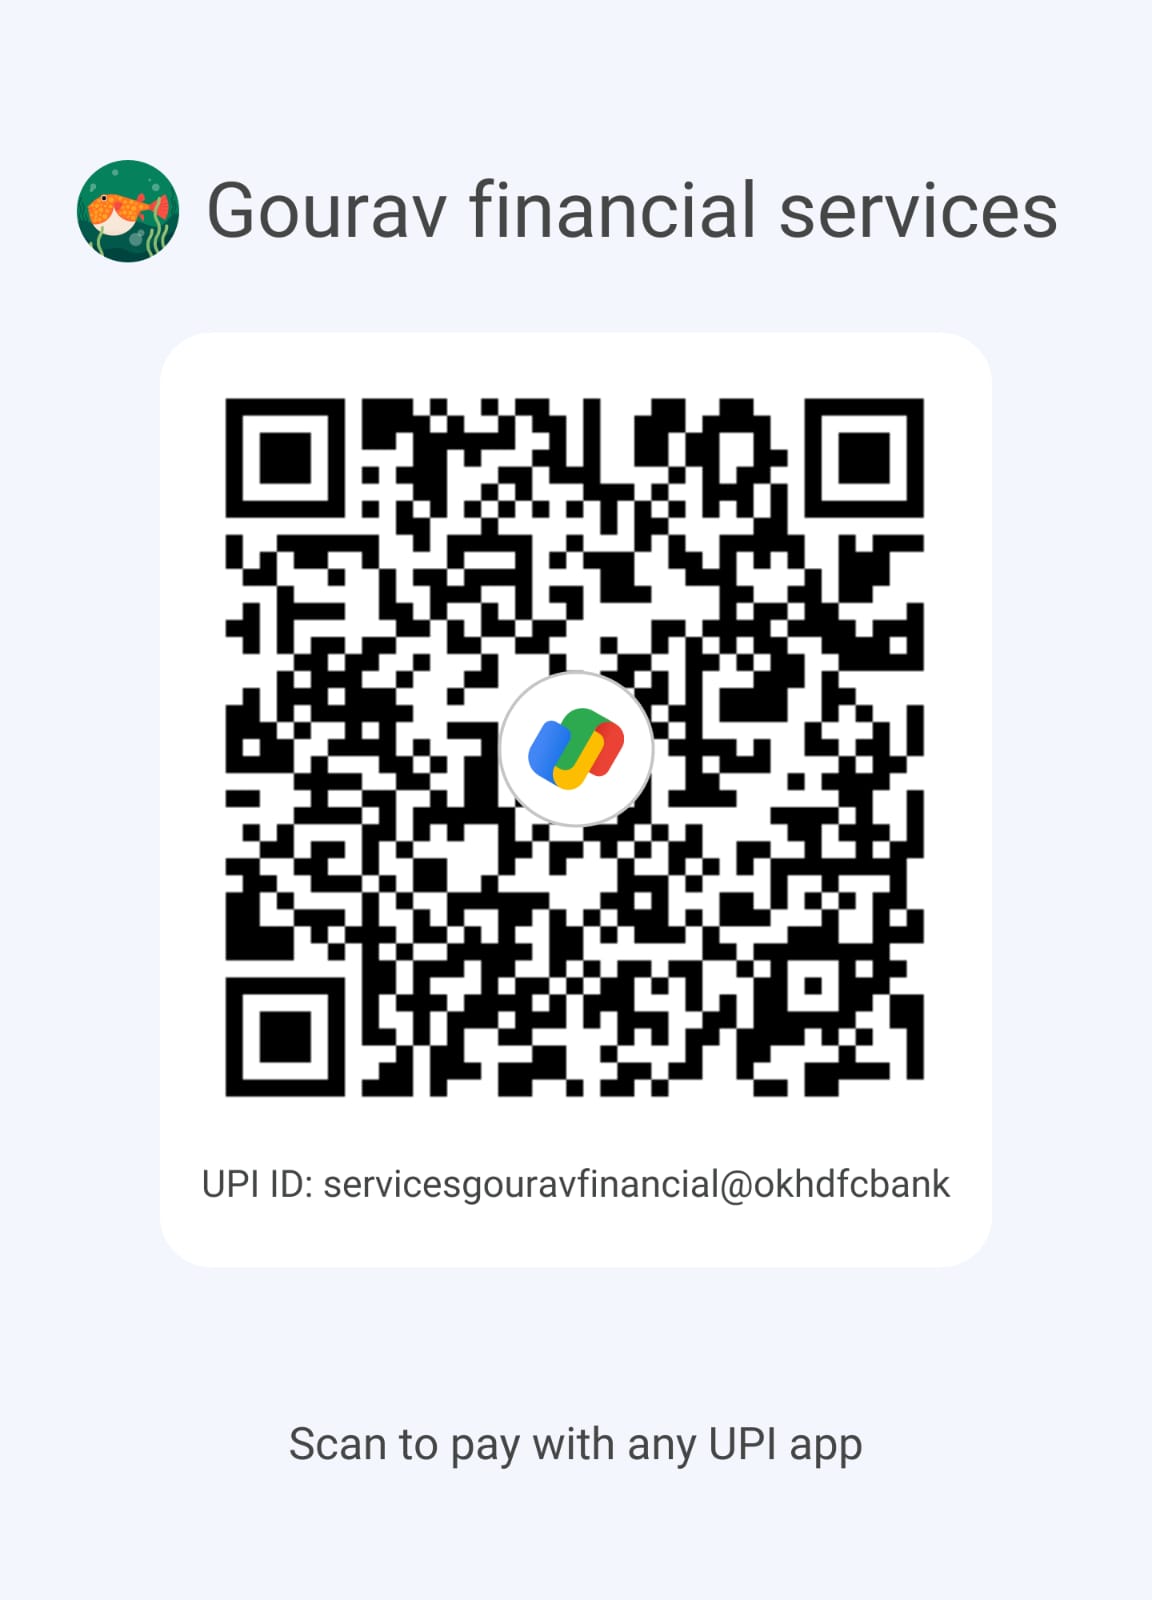 Gourav financial services
UPI ID: servicesgouravfinancial@okhdfcbank
Scan to pay with any UPI app